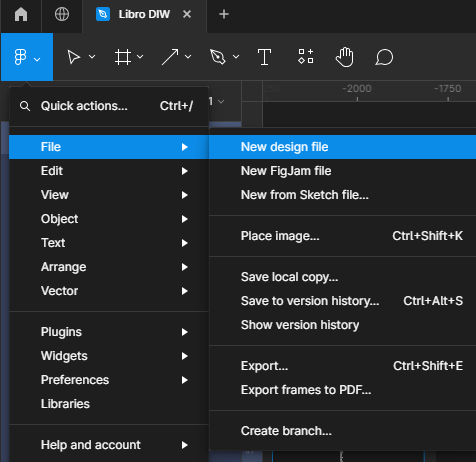 Libro DIW
-2000
-1750
1
Quick actions... Ctrl+/
File
Edit
View
Object
Text
Arrange
Vector
Plugins
Widgets
Preferences
Libraries
Help and account
New design file
New FigJam file
New from Sketch file...
Place image... Ctrl+Shift+K
Save local copy...
Save to version history... Ctrl+Alt+S
Show version history
Export... Ctrl+Shift+E
Export frames to PDF...
Create branch...